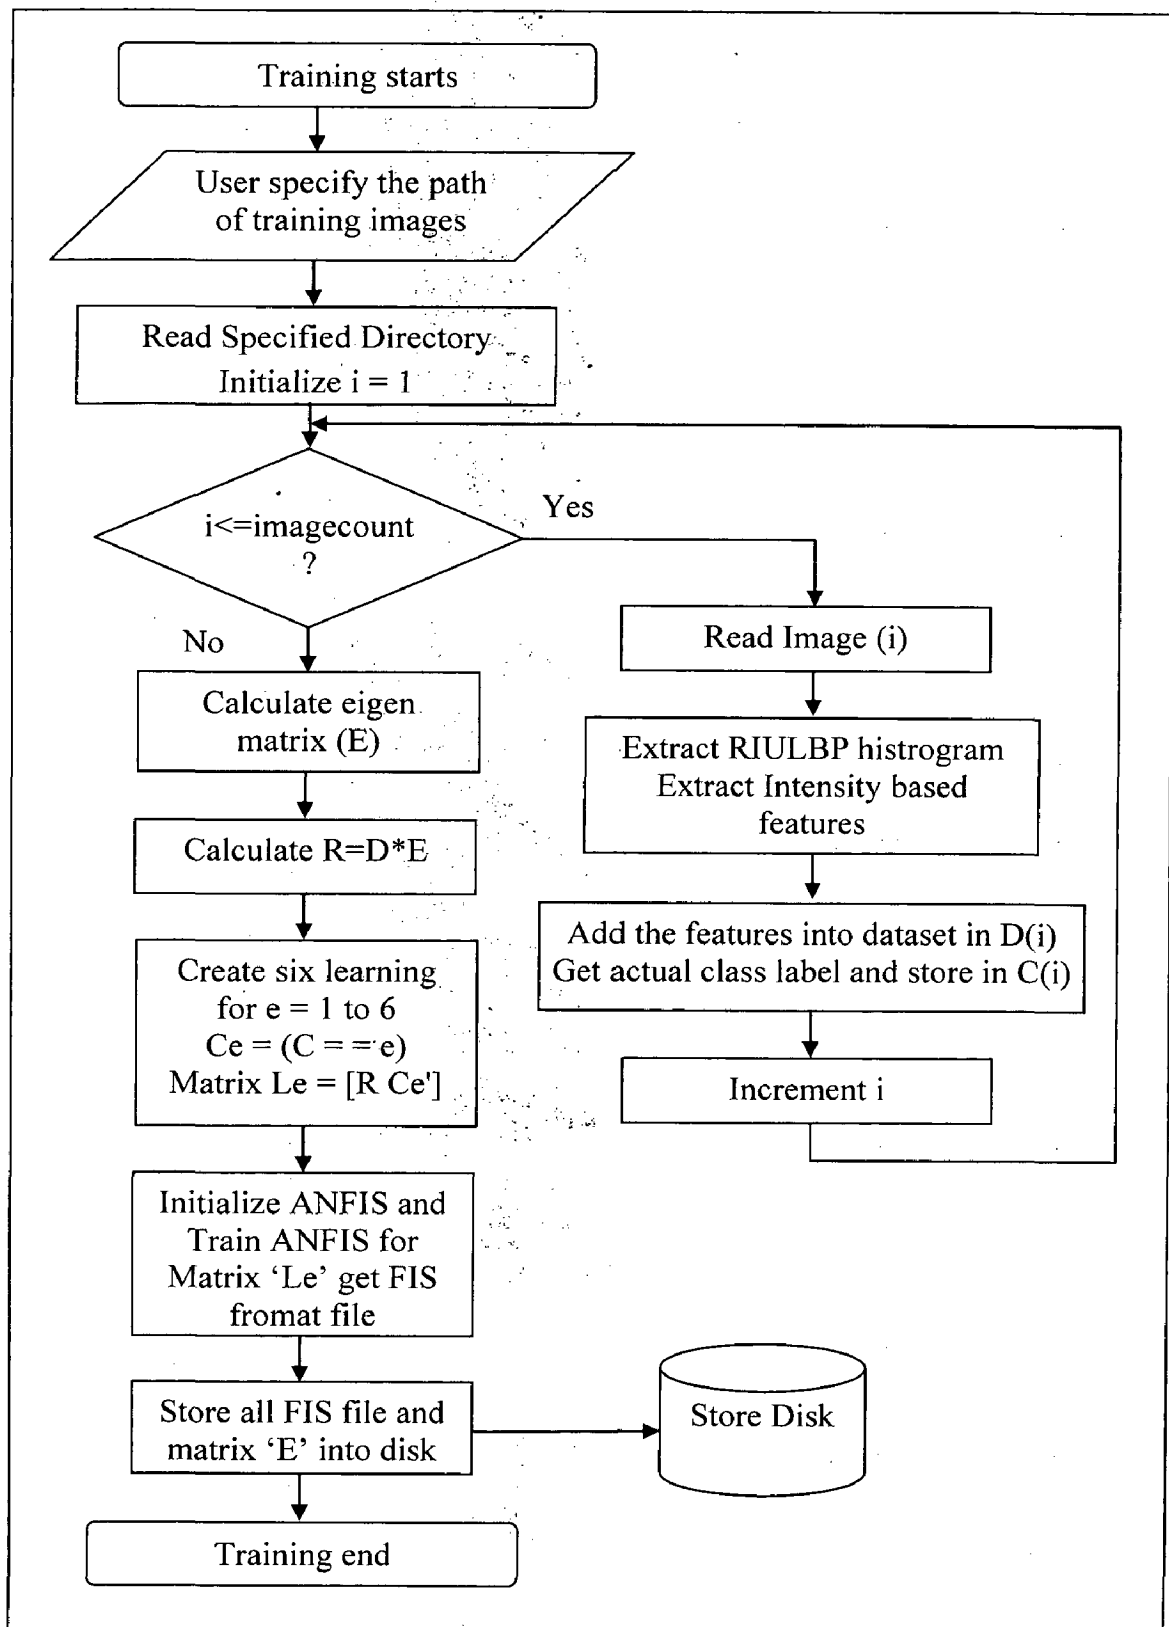 Training starts
User specify the path
of training images
Read Specified Directory
Initialize i = 1
i<=imagecount
?
Yes
No
Read Image (i)
Extract RIULBP histrogram
Extract Intensity based
features
Add the features into dataset in D(i)
Get actual class label and store in C(i)
Increment i
Calculate eigen
matrix (E)
Calculate R=D*E
Create six learning
for e = 1 to 6
Ce = (C = = e)
Matrix Le = [R Ce']
Initialize ANFIS and
Train ANFIS for
Matrix ‘Le’ get FIS
fromat file
Store all FIS file and
matrix ‘E’ into disk
Store Disk
Training end